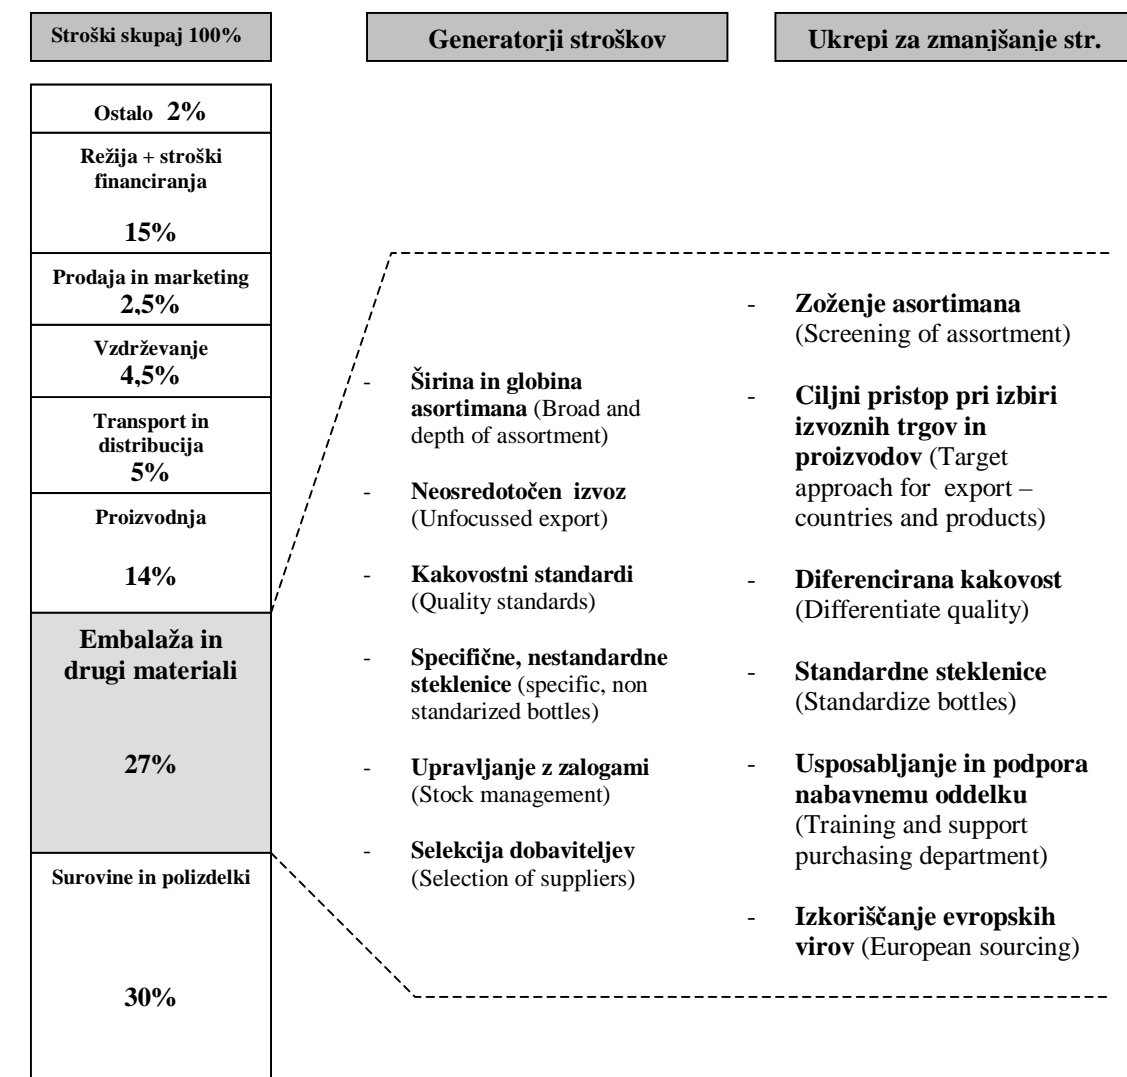 Stroški skupaj 100%
Generatorji stroškov
Ukrepi za zmanjšanje str.
Ostalo 2%
Režija + stroški
financiranja
15%
Prodaja in marketing
2,5%
Vzdrževanje
4,5%
Transport in
distribucija
5%
Proizvodnja
14%
Embalaža in
drugi materiali
27%
Surovine in polizdelki
30%
- Širina in globina
asortimana (Broad and
depth of assortment)
- Neosredotočen izvoz
(Unfocussed export)
- Kakovostni standardi
(Quality standards)
- Specifične, nestandardne
steklenice (specific, non
standarized bottles)
- Upravljanje z zalogami
(Stock management)
- Selekcija dobaviteljev
(Selection of suppliers)
- Zoženje asortimana
(Screening of assortment)
- Ciljni pristop pri izbiri
izvoznih trgov in
proizvodov (Target
approach for export –
countries and products)
- Diferencirana kakovost
(Differentiate quality)
- Standardne steklenice
(Standardize bottles)
- Usposabljanje in podpora
nabavnemu oddelku
(Training and support
purchasing department)
- Izkoriščanje evropskih
virov (European sourcing)